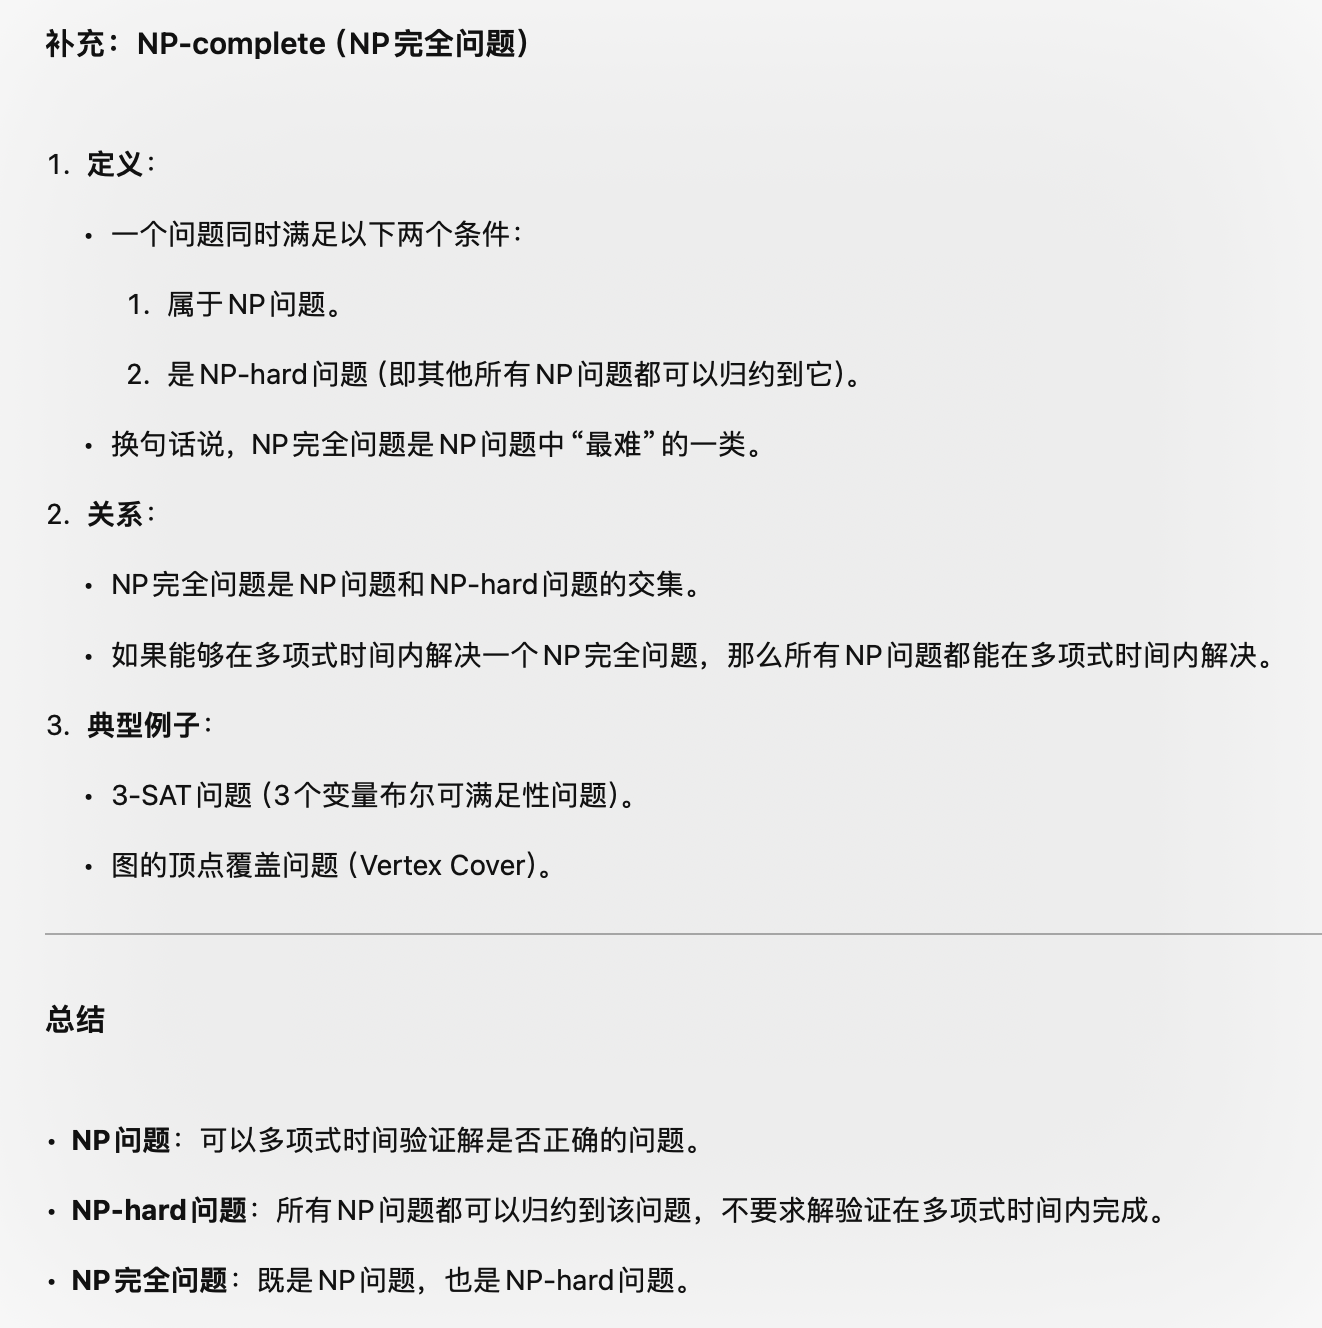 补充：NP-complete（NP完全问题）
1. 定义：
• 一个问题同时满足以下两个条件：
1. 属于NP问题。
2. 是NP-hard问题（即其他所有NP问题都可以归约到它）。
• 换句话说，NP完全问题是NP问题中“最难”的一类。
2. 关系：
• NP完全问题是NP问题和NP-hard问题的交集。
• 如果能够在多项式时间内解决一个NP完全问题，那么所有NP问题都能在多项式时间内解决。
3. 典型例子：
• 3-SAT问题（3个变量布尔可满足性问题）。
• 图的顶点覆盖问题（Vertex Cover）。
总结
• NP问题：可以多项式时间验证解是否正确的问题。
• NP-hard问题：所有NP问题都可以归约到该问题，不要求解验证在多项式时间内完成。
• NP完全问题：既是NP问题，也是NP-hard问题。